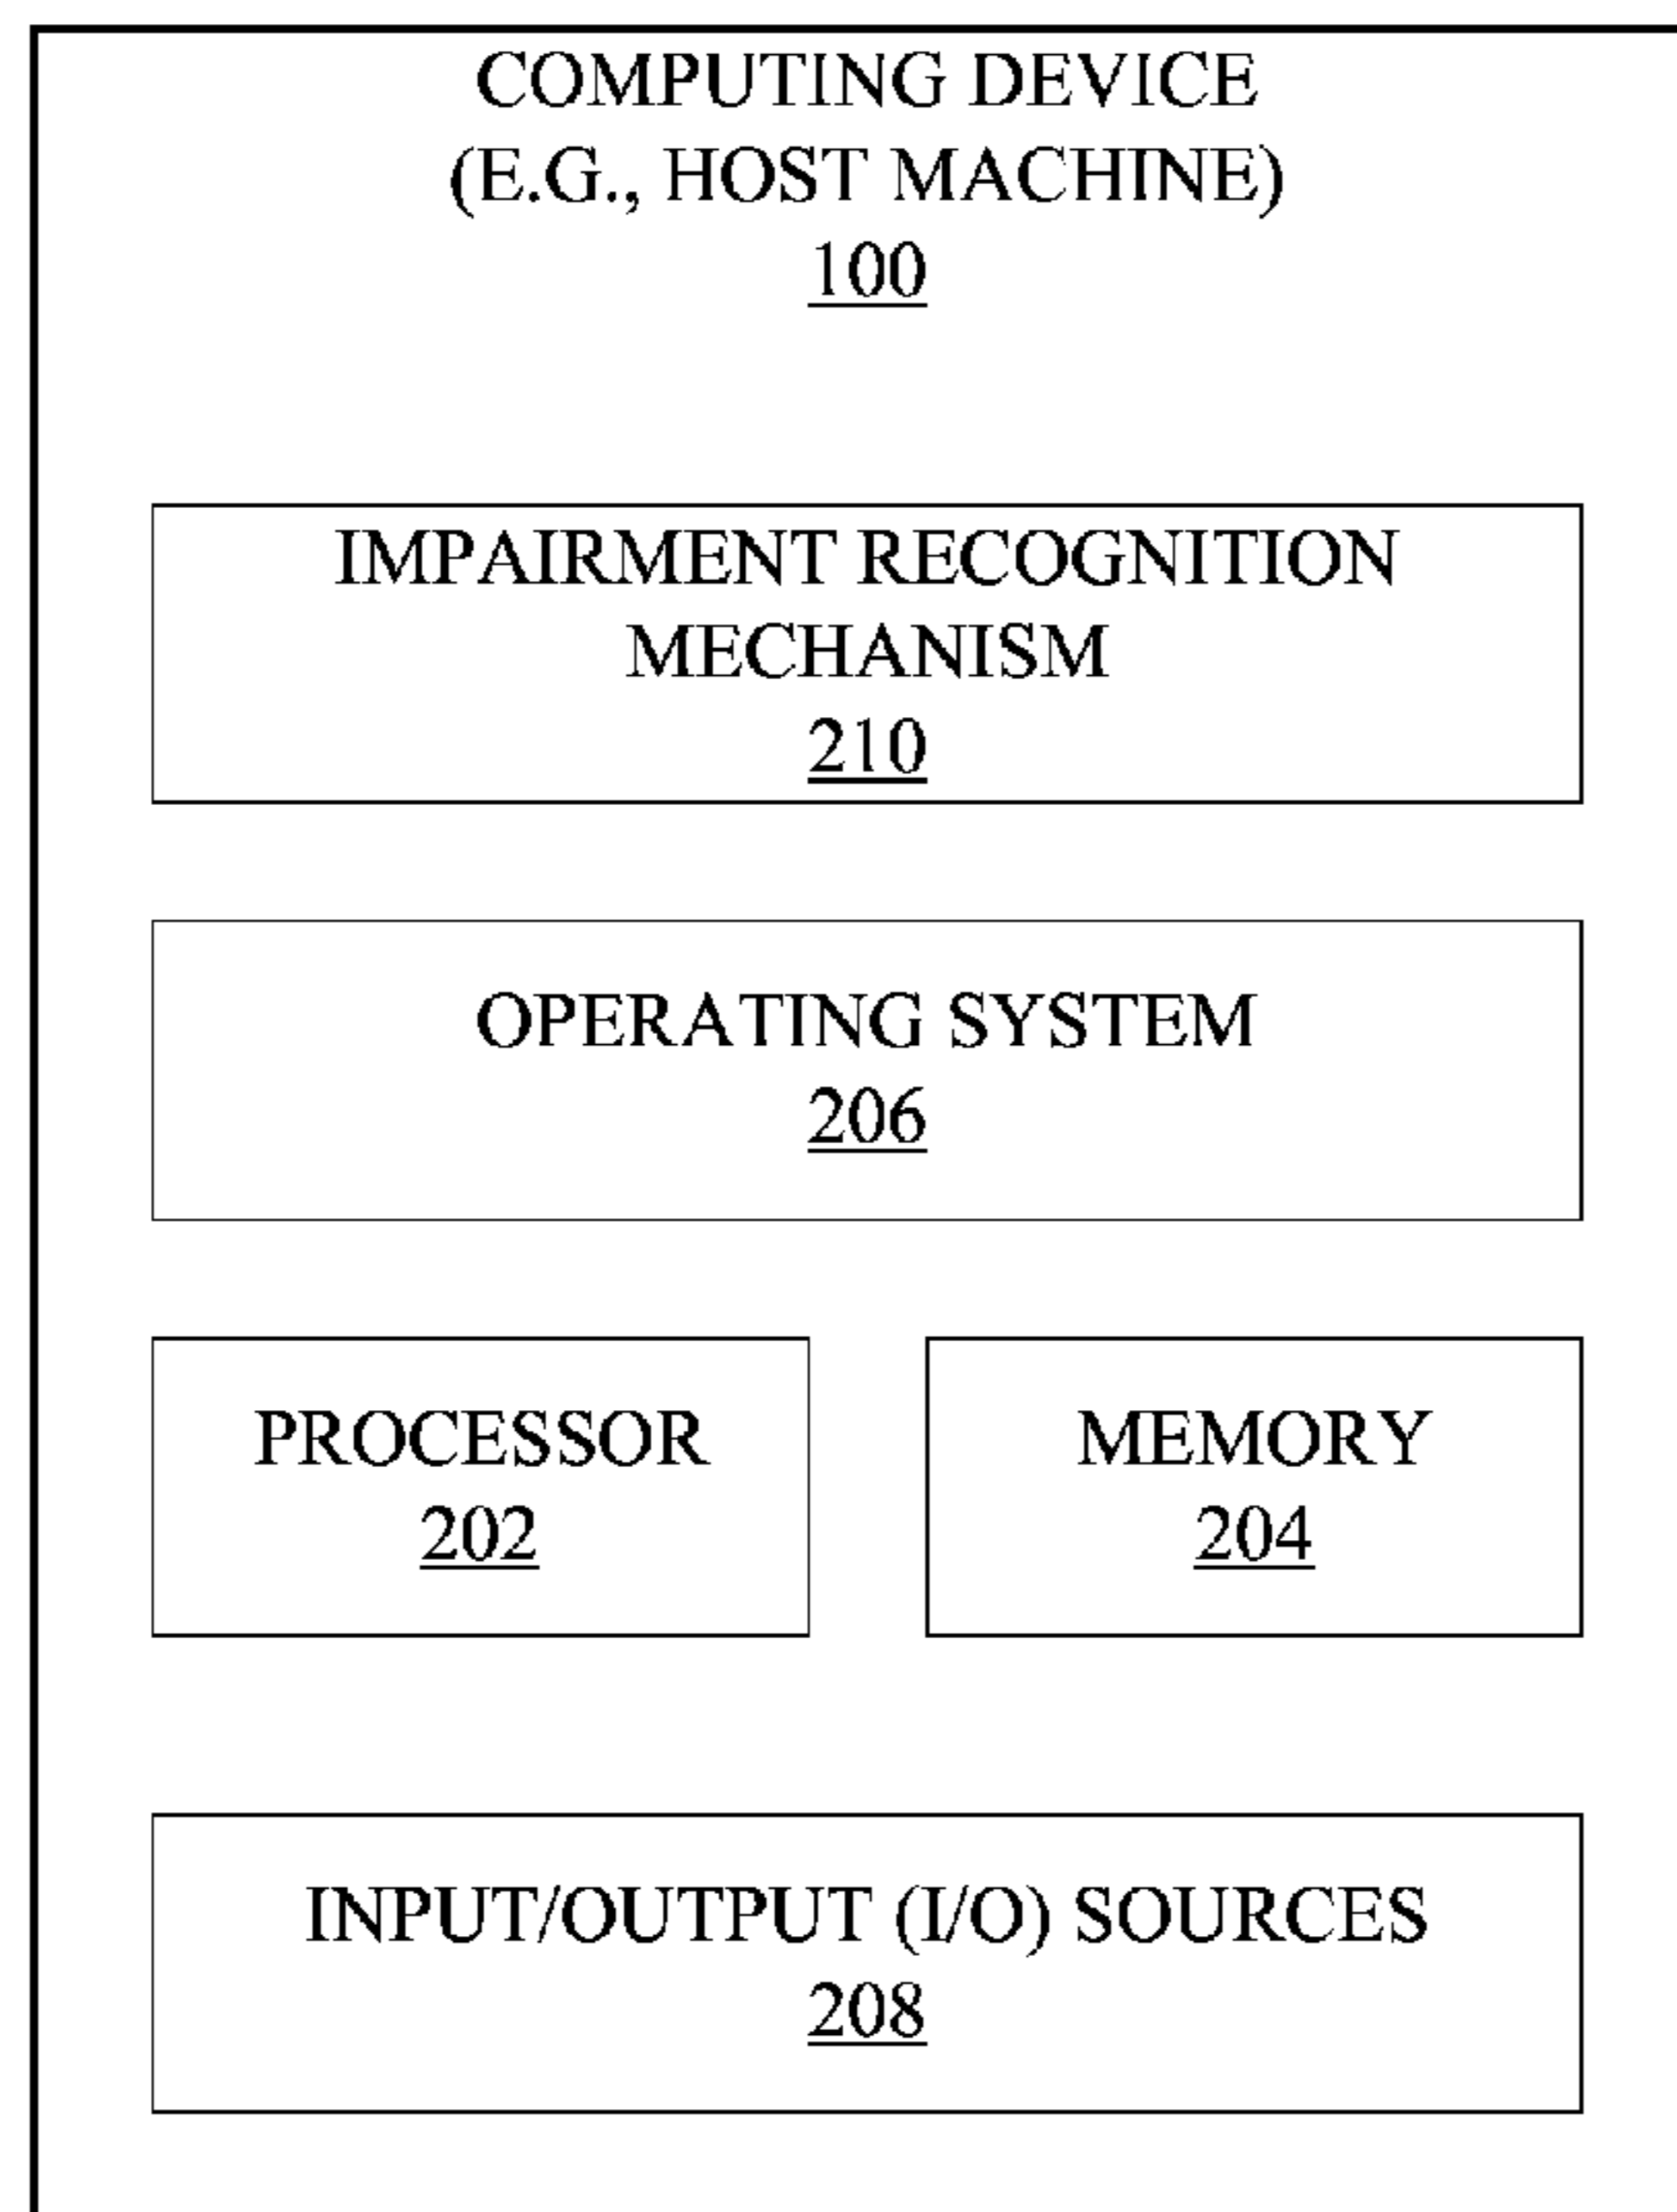 COMPUTING DEVICE
(E.G., HOST MACHINE)
100
IMPAIRMENT RECOGNITION
MECHANISM
210
OPERATING SYSTEM
206
PROCESSOR
202
MEMORY
204
INPUT/OUTPUT (I/O) SOURCES
208